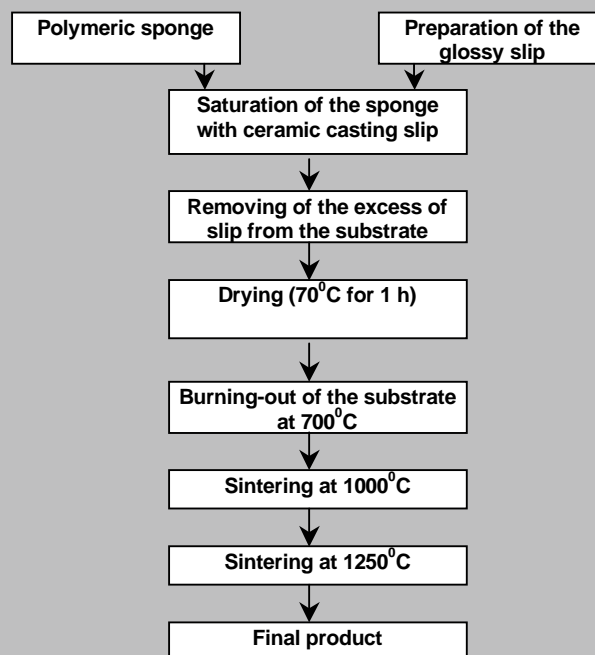 Polymeric sponge
Preparation of the
glossy slip
Saturation of the sponge
with ceramic casting slip
Removing of the excess of
slip from the substrate
Drying (70⁰C for 1 h)
Burning-out of the substrate
at 700⁰C
Sintering at 1000⁰C
Sintering at 1250⁰C
Final product